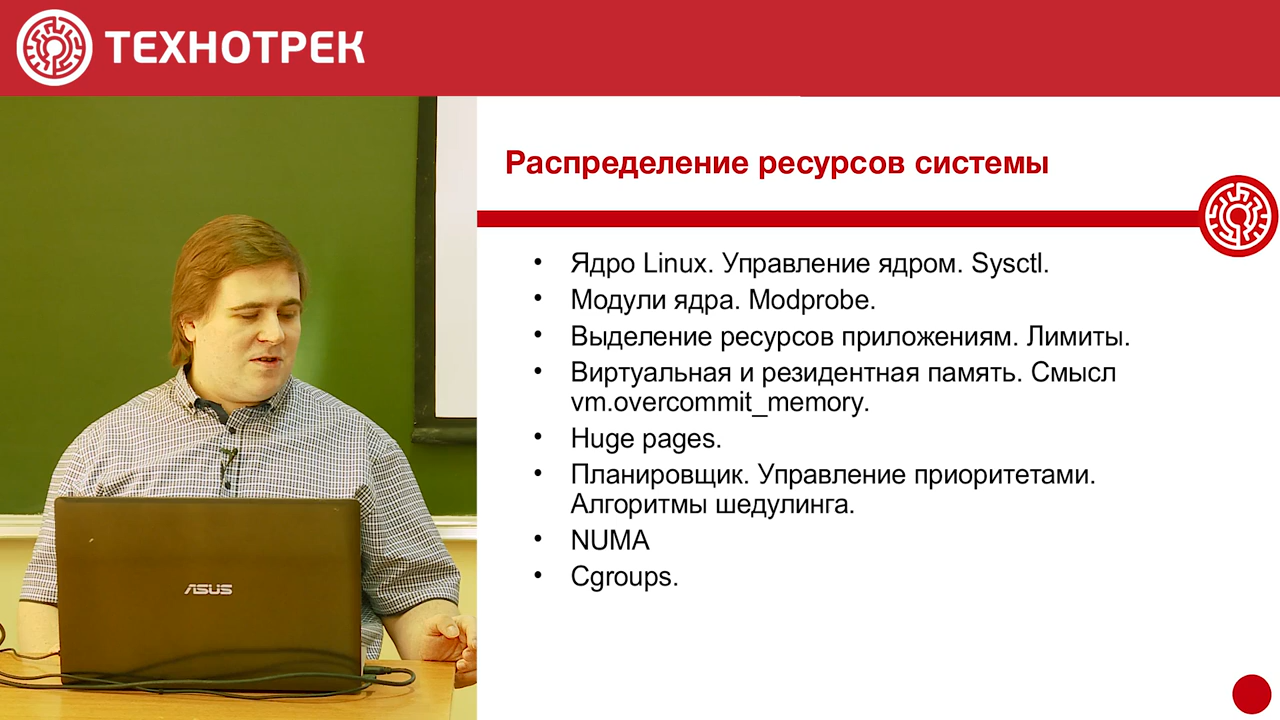 ТЕХНОТРЕК
Распределение ресурсов системы
• Ядро Linux. Управление ядром. Sysctl.
• Модули ядра. Modprobe.
• Выделение ресурсов приложениям. Лимиты.
• Виртуальная и резидентная память. Смысл
vm.overcommit_memory.
• Huge pages.
• Планировщик. Управление приоритетами.
Алгоритмы шедулинга.
• NUMA
• Cgroups.
ASUS